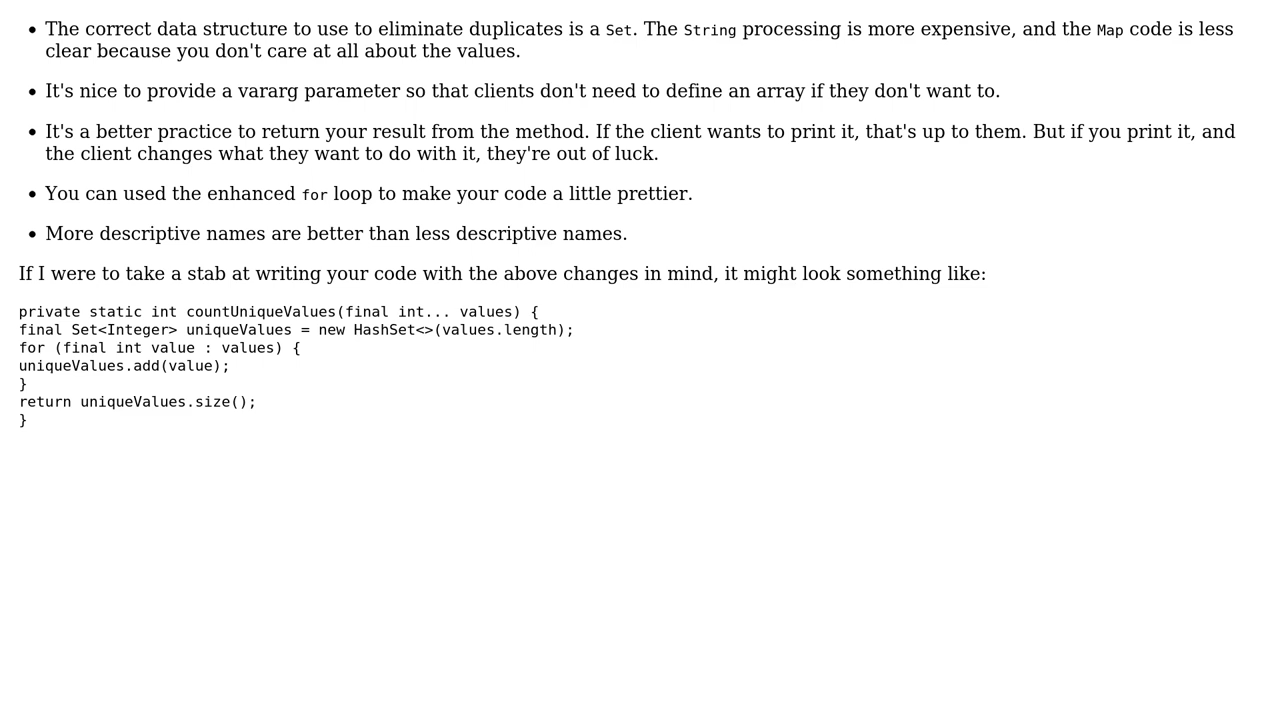 The correct data structure to use to eliminate duplicates is a Set. The String processing is more expensive, and the Map code is less
clear because you don't care at all about the values.
It's nice to provide a vararg parameter so that clients don't need to define an array if they don't want to.
It's a better practice to return your result from the method. If the client wants to print it, that's up to them. But if you print it, and
the client changes what they want to do with it, they're out of luck.
You can used the enhanced for loop to make your code a little prettier.
More descriptive names are better than less descriptive names.
If I were to take a stab at writing your code with the above changes in mind, it might look something like:
private static int countUniqueValues(final int... values) {
final Set<Integer> uniqueValues = new HashSet<>(values.length);
for (final int value : values) {
uniqueValues.add(value);
}
return uniqueValues.size();
}